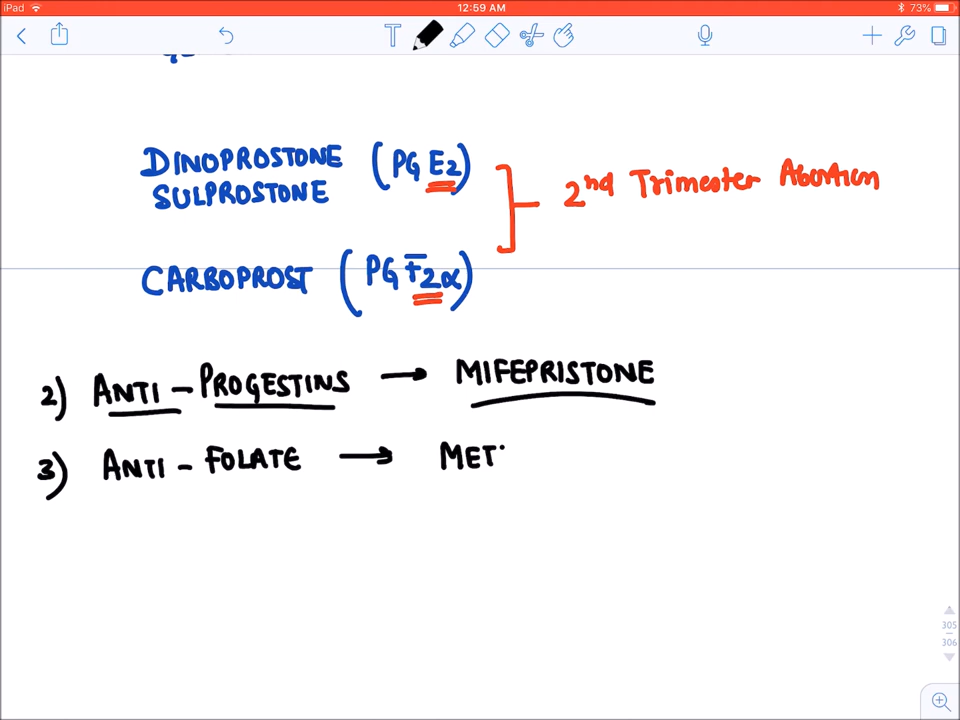 iPad 12:59 AM 73%
T
DINOPROSTONE (PG E2)
SULPROSTONE
2nd Trimester Abortion
CARBOPROST (PG F2α)
2) ANTI - PROGESTINS → MIFEPRISTONE
3) ANTI - FOLATE → MET
305
306